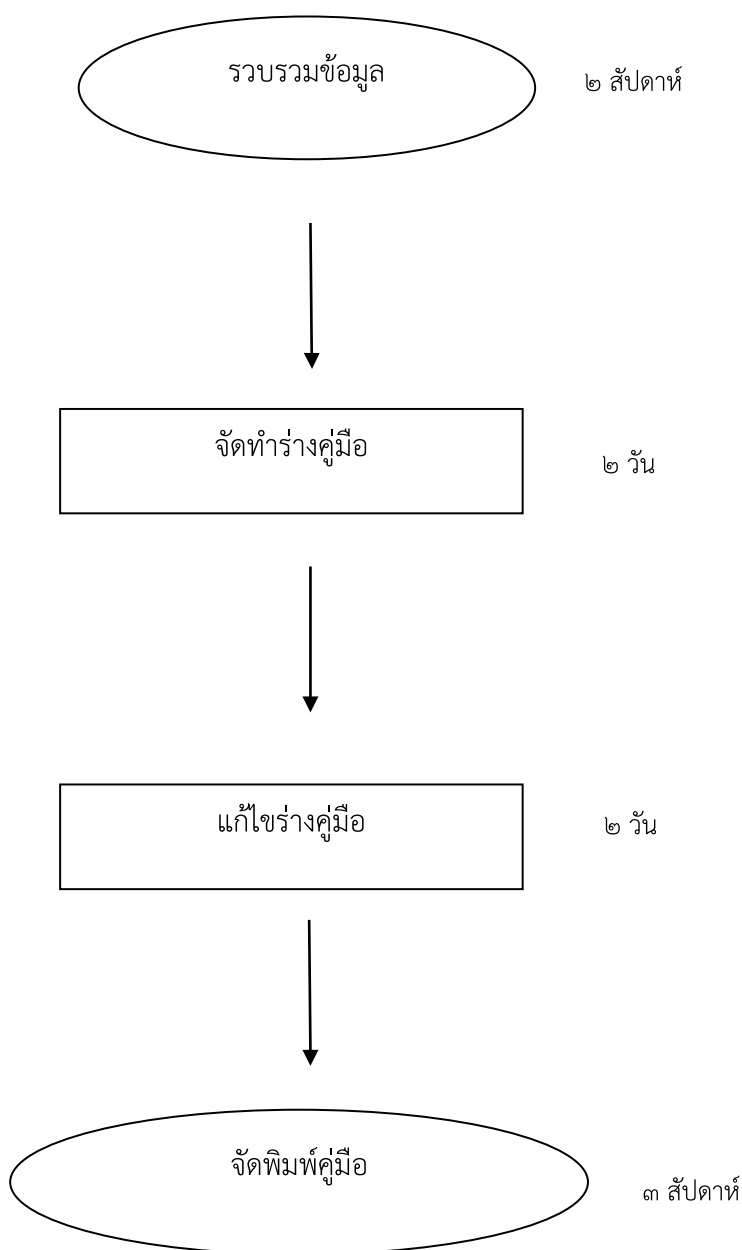 รวบรวมข้อมูล
๒ สัปดาห์
จัดทำร่างคู่มือ
๒ วัน
แก้ไขร่างคู่มือ
๒ วัน
จัดพิมพ์คู่มือ
๓ สัปดาห์